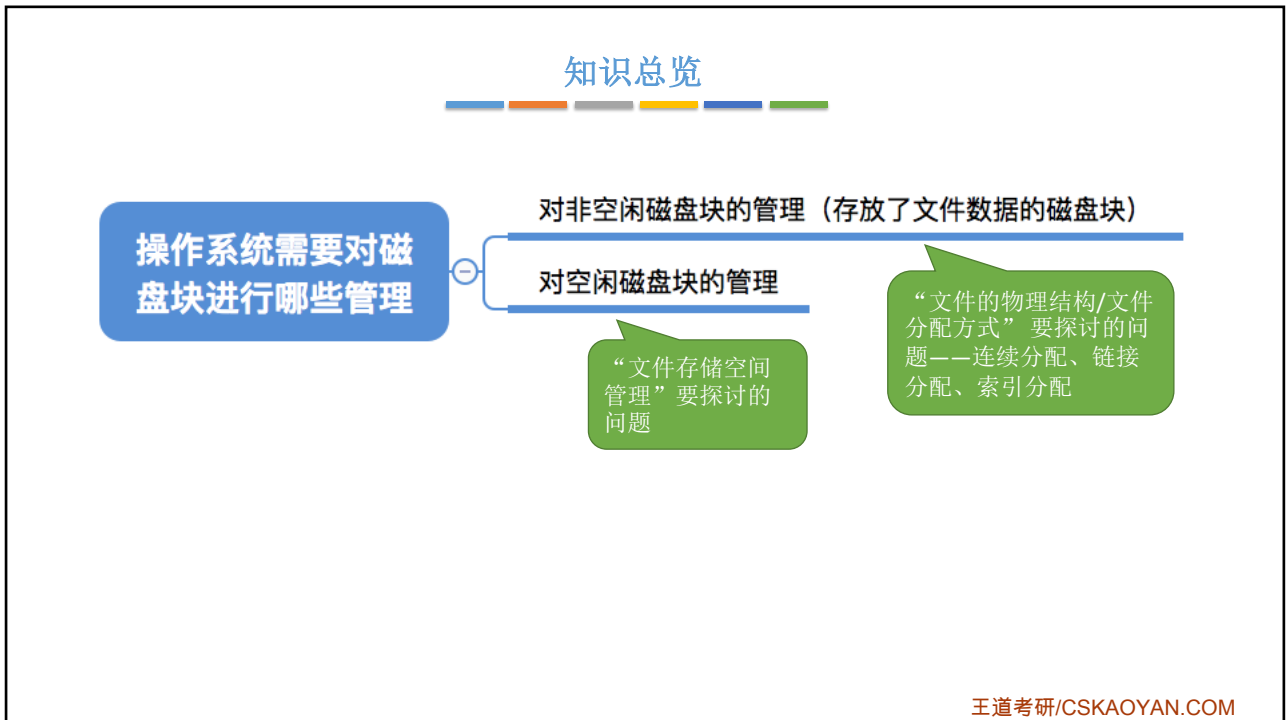 知识总览
操作系统需要对磁
盘块进行哪些管理
对非空闲磁盘块的管理（存放了文件数据的磁盘块）
对空闲磁盘块的管理
“文件的物理结构/文件
分配方式” 要探讨的问
题——连续分配、链接
分配、索引分配
“文件存储空间
管理”要探讨的
问题
王道考研/CSKAOYAN.COM